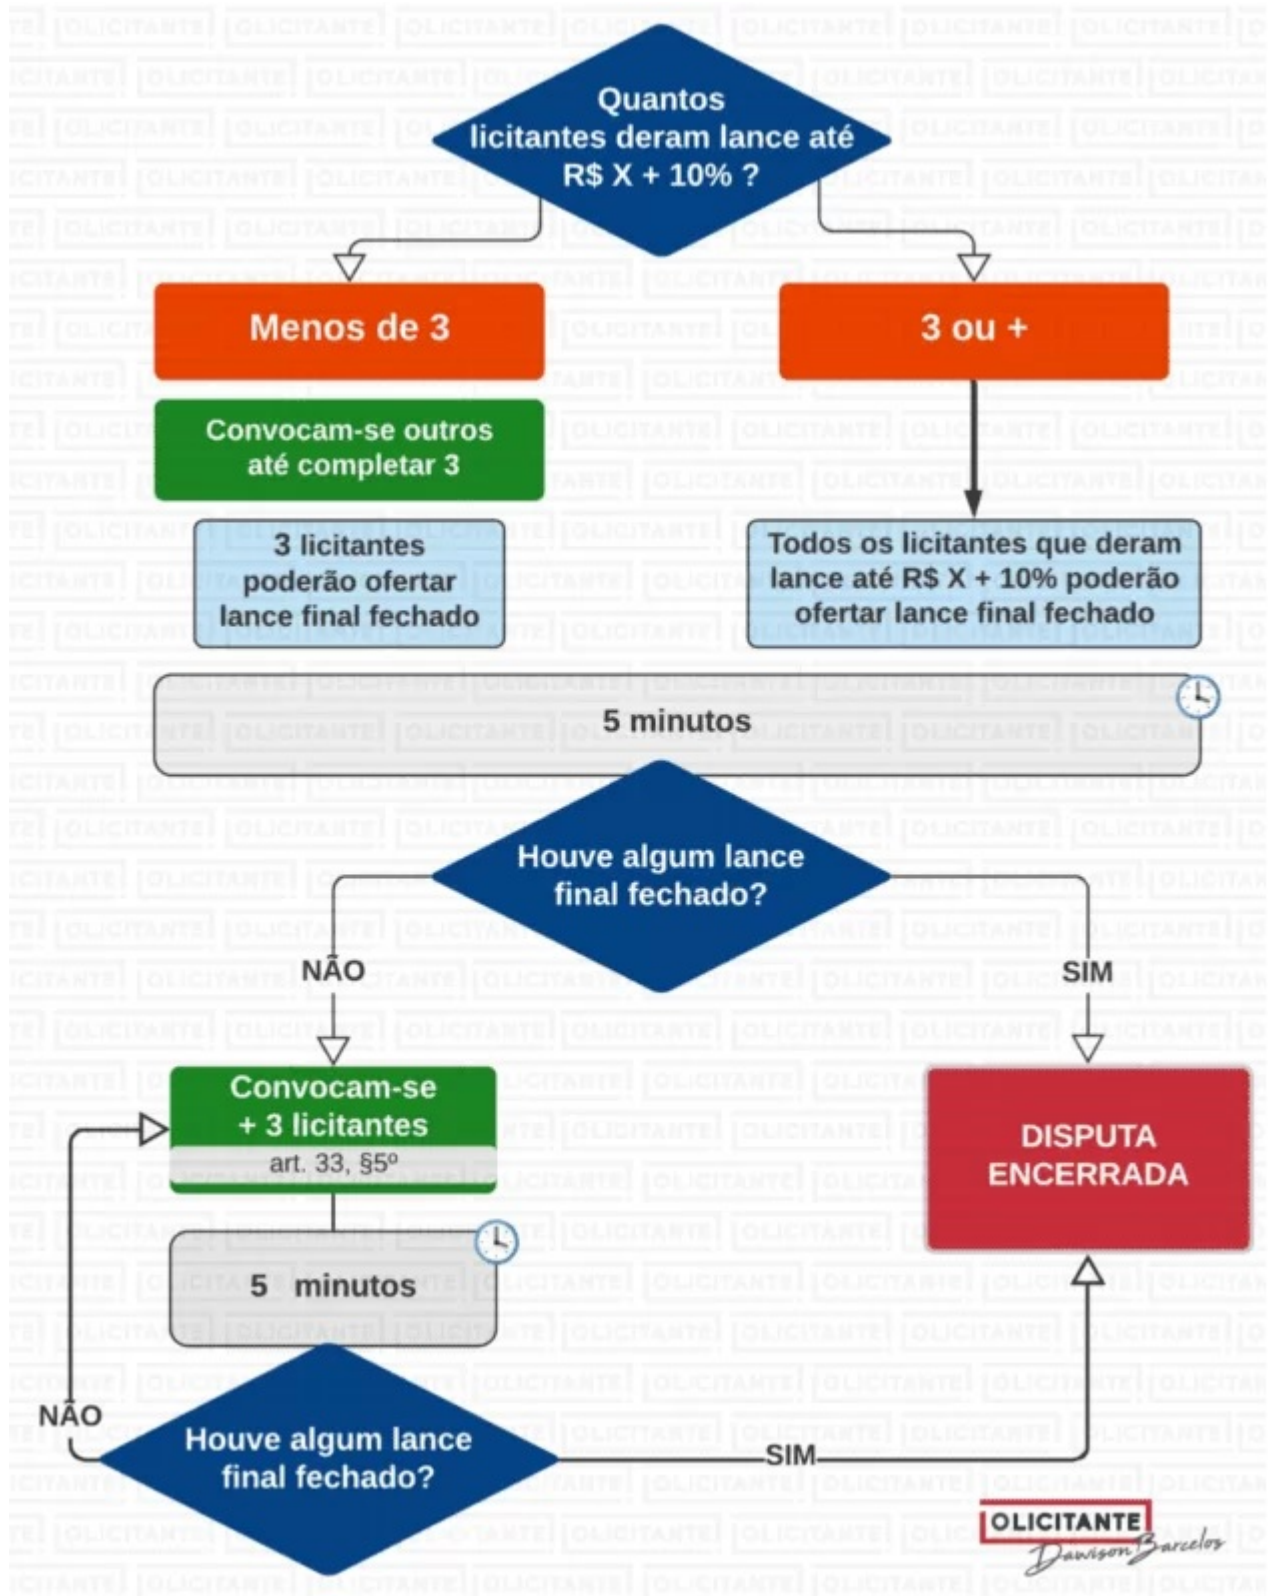 Quantos
licitantes deram lance até
R$ X + 10% ?
Menos de 3
3 ou +
Convocam-se outros
até completar 3
3 licitantes
poderão ofertar
lance final fechado
Todos os licitantes que deram
lance até R$ X + 10% poderão
ofertar lance final fechado
5 minutos
Houve algum lance
final fechado?
NÃO
SIM
Convocam-se
+ 3 licitantes
art. 33, §5º
DISPUTA
ENCERRADA
5 minutos
NÃO
Houve algum lance
final fechado?
SIM
OLICITANTE
Dawison Barcelos